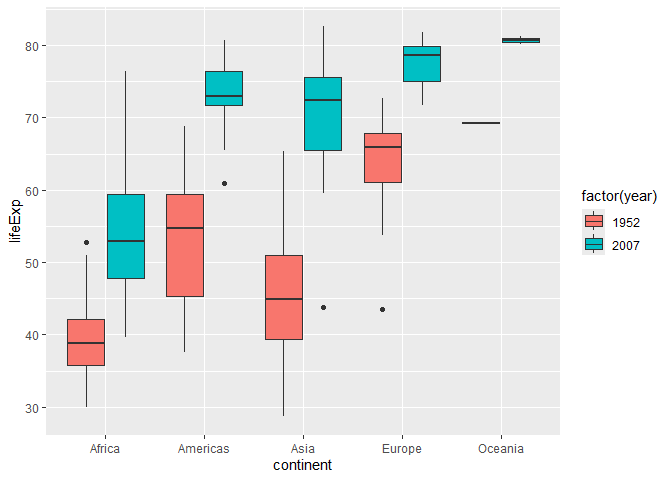 80
70
60
50
40
30
lifeExp
Africa Americas Asia Europe Oceania
continent
factor(year)
1952
2007